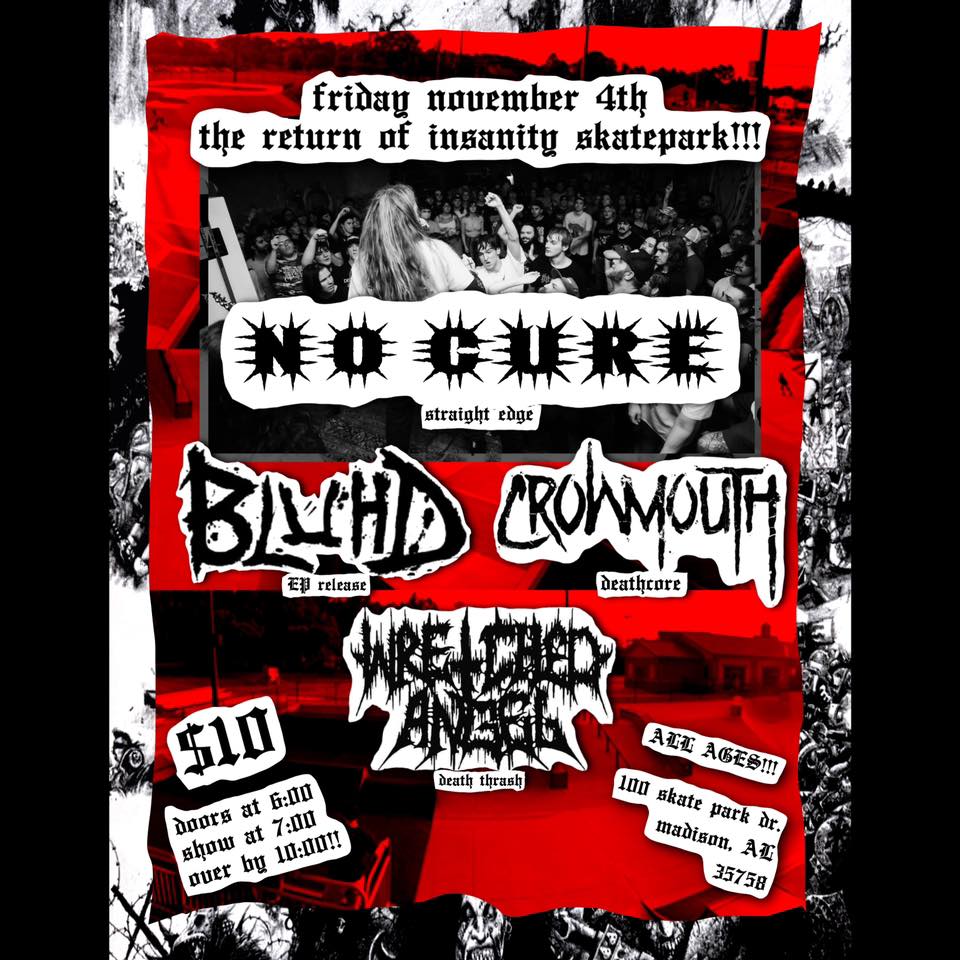 friday november 4th
the return of insanity skatepark!!!
NO CURE
straight edge
BLUHD
EP release
CROWMOUTH
deathcore
WRETCHED
ANGEL
death thrash
$10
doors at 6:00
show at 7:00
over by 10:00!!
ALL AGES!!!
100 skate park dr.
madison, AL
35758